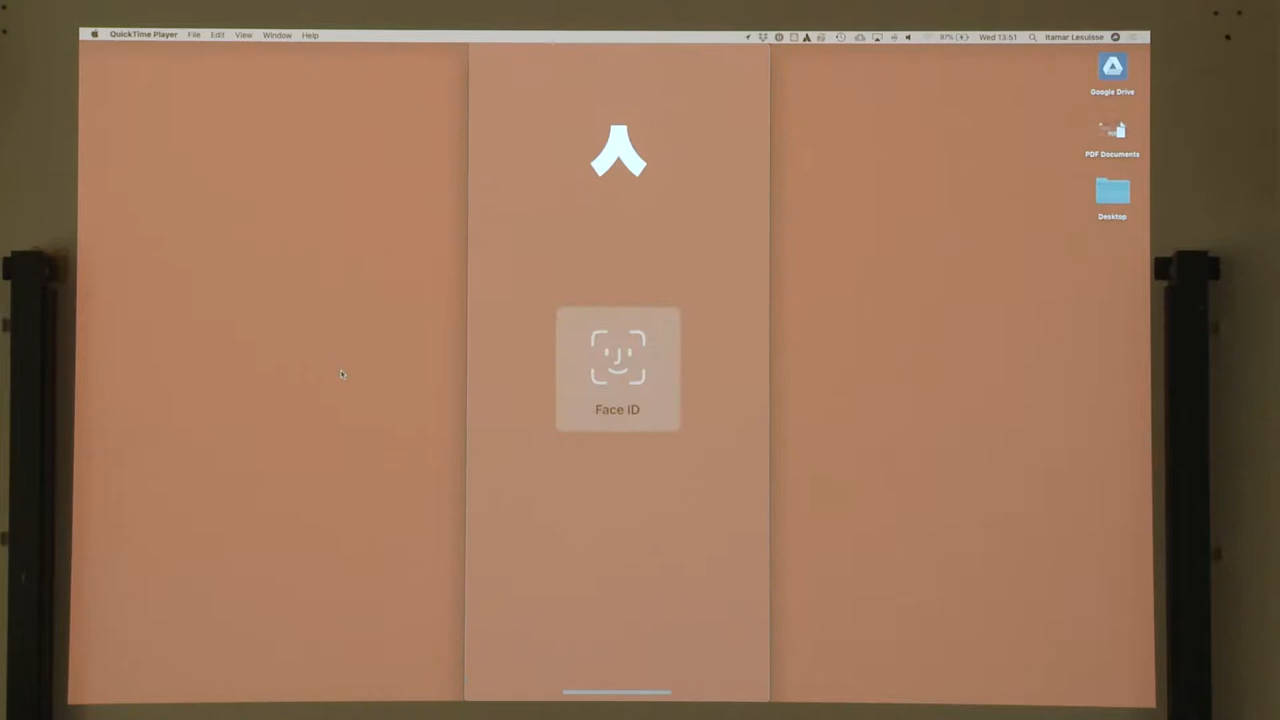 QuickTime Player File Edit View Window Help 97% Wed 13:51 Itamar Lesuisse
Google Drive
PDF Documents
Desktop
Face ID